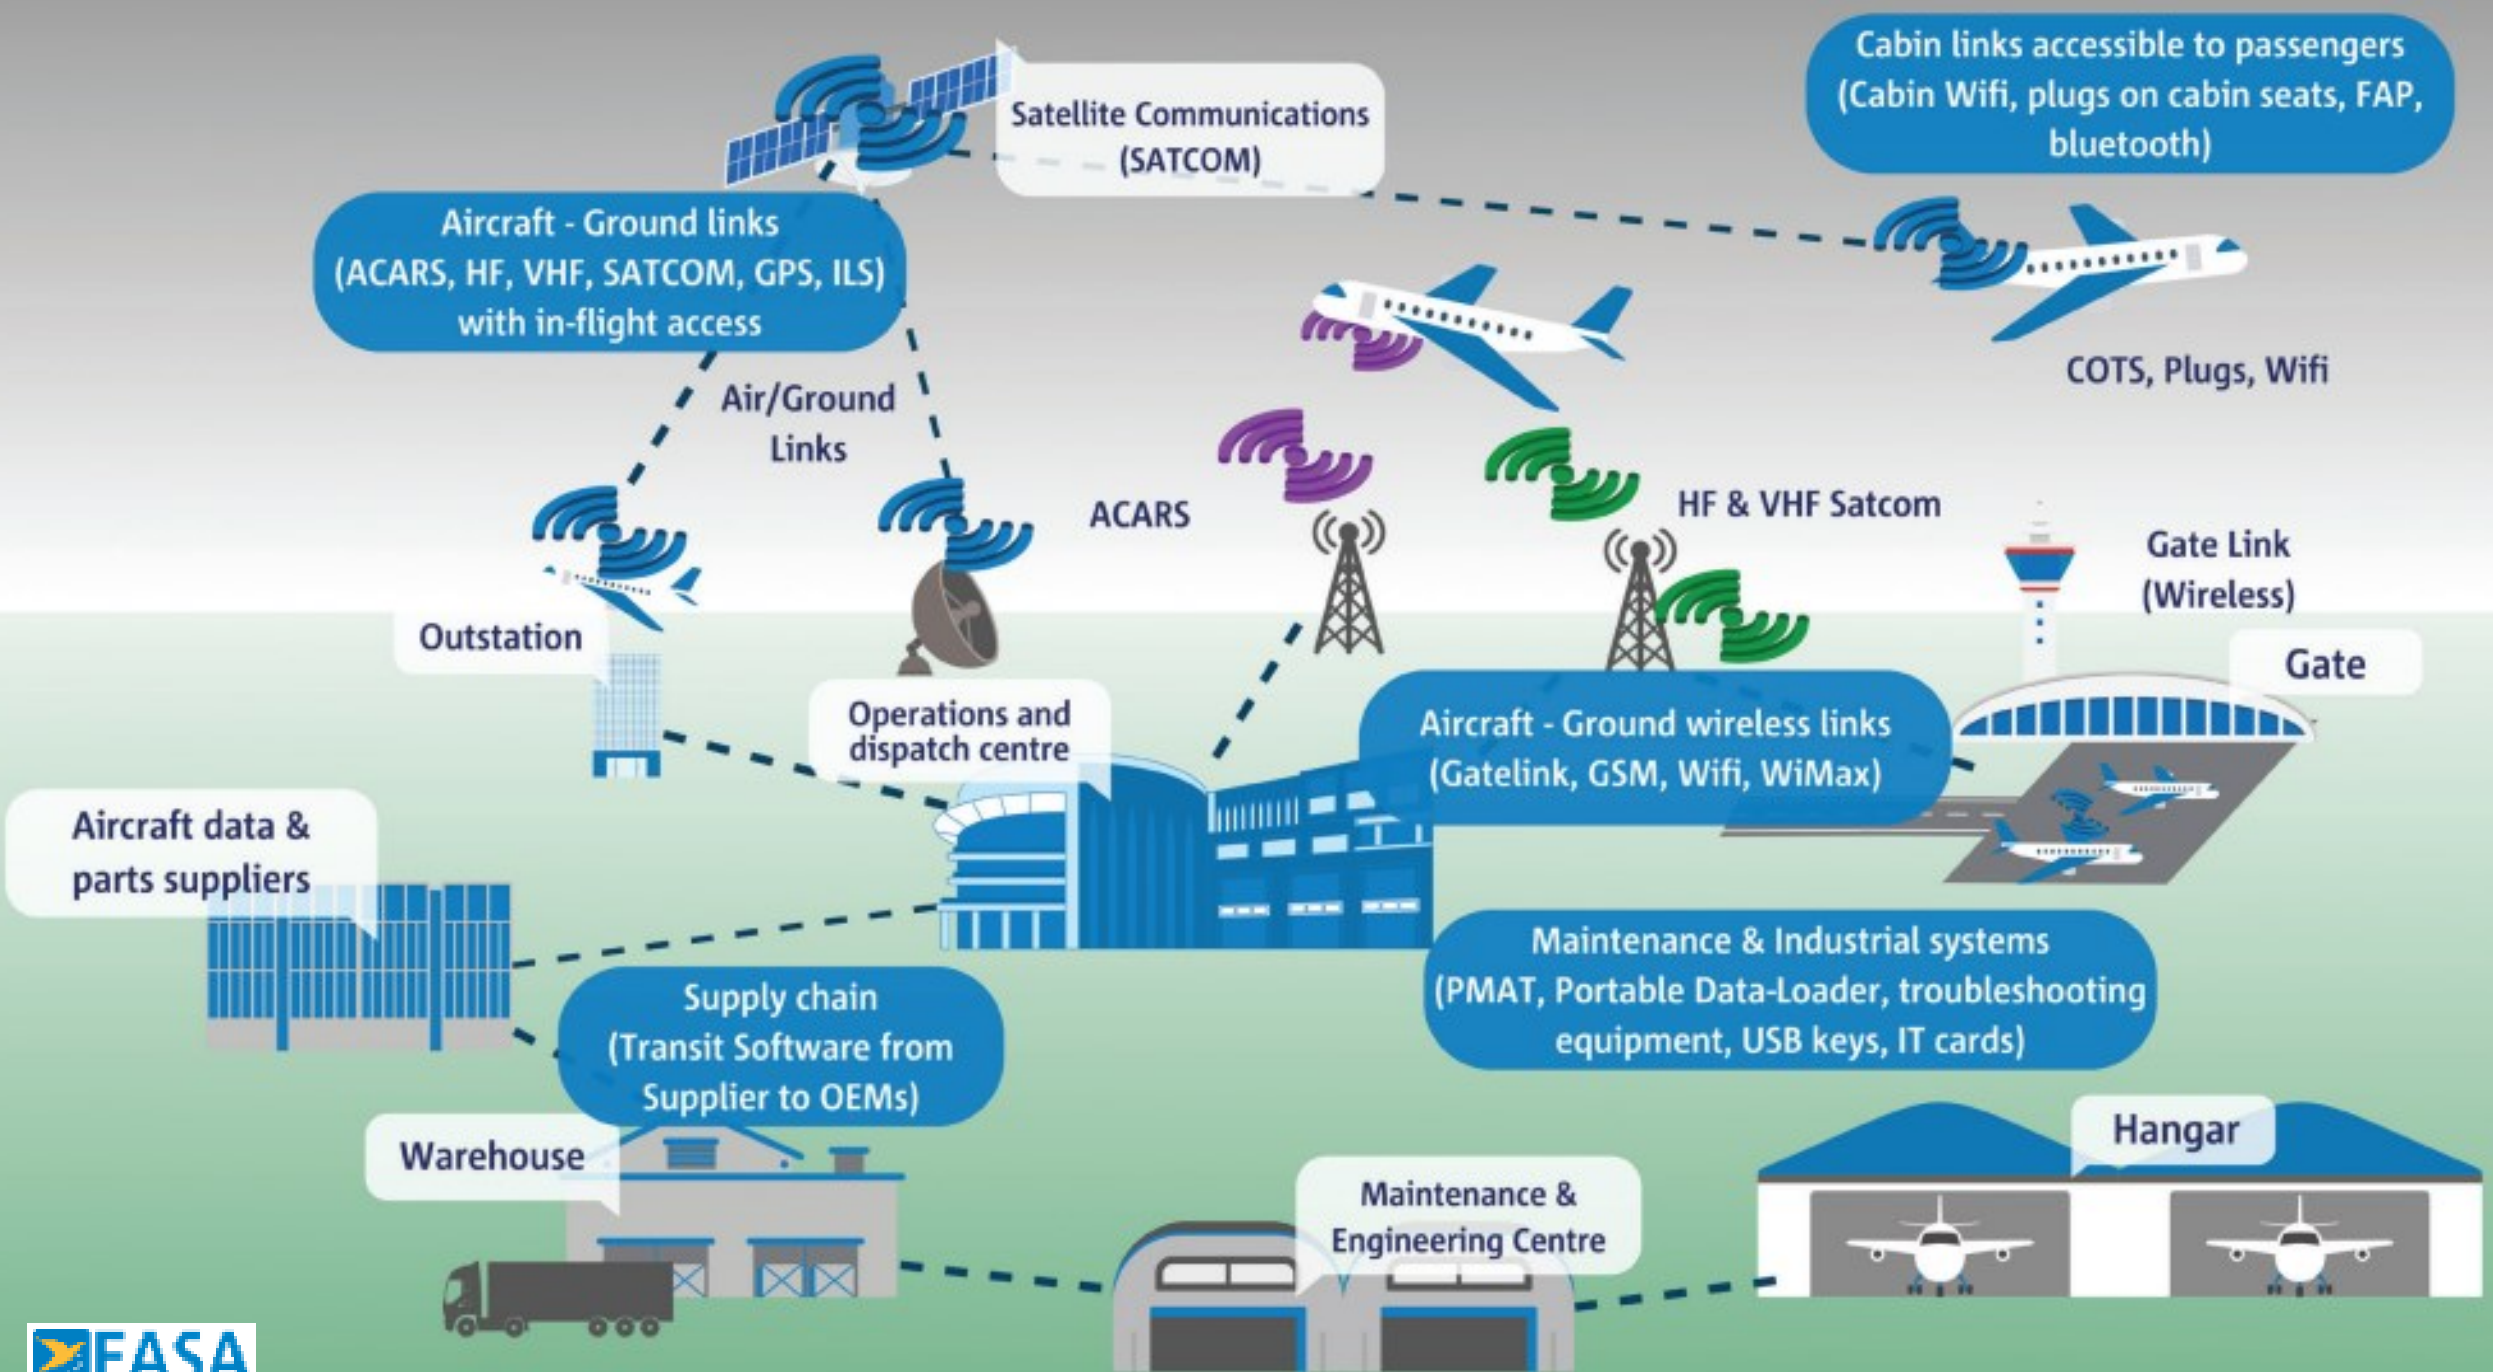 Satellite Communications
(SATCOM)
Cabin links accessible to passengers
(Cabin Wifi, plugs on cabin seats, FAP,
bluetooth)
Aircraft - Ground links
(ACARS, HF, VHF, SATCOM, GPS, ILS)
with in-flight access
Air/Ground
Links
COTS, Plugs, Wifi
ACARS
HF & VHF Satcom
Gate Link
(Wireless)
Gate
Outstation
Operations and
dispatch centre
Aircraft - Ground wireless links
(Gatelink, GSM, Wifi, WiMax)
Aircraft data &
parts suppliers
Maintenance & Industrial systems
(PMAT, Portable Data-Loader, troubleshooting
equipment, USB keys, IT cards)
Supply chain
(Transit Software from
Supplier to OEMs)
Warehouse
Hangar
Maintenance &
Engineering Centre
EASA